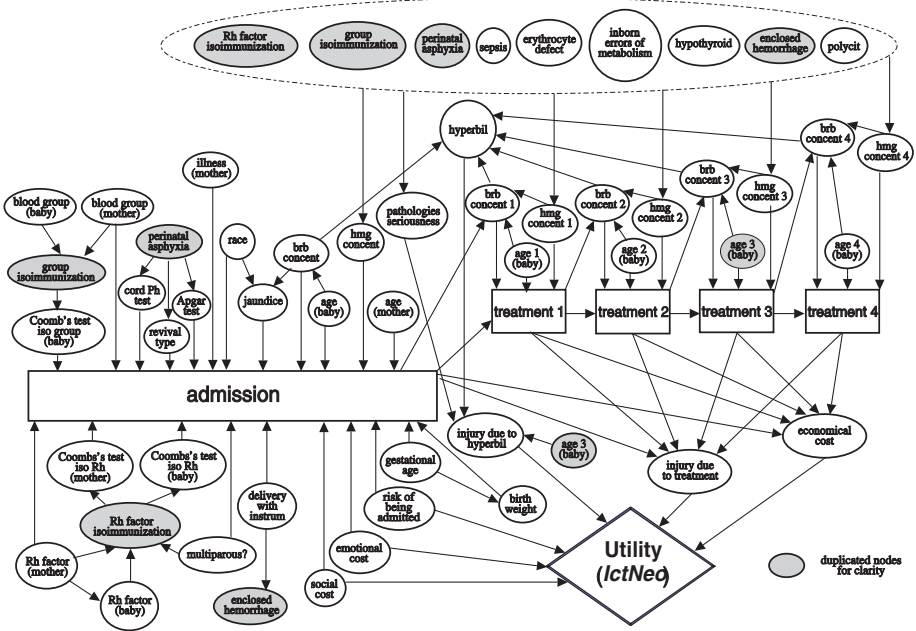 Rh factor
isoimmunization
group
isoimmunization
perinatal
asphyxia
sepsis
erythrocyte
defect
inborn
errors of
metabolism
hypothyroid
enclosed
hemorrhage
polycit
hyperbil
brb
concent 4
hmg
concent 4
illness
(mother)
brb
concent 3
hmg
concent 3
blood group
(baby)
blood group
(mother)
pathologies
seriousness
brb
concent 1
hmg
concent 1
brb
concent 2
hmg
concent 2
perinatal
asphyxia
race
brb
concent
hmg
concent
age 1
(baby)
age 2
(baby)
age 3
(baby)
age 4
(baby)
group
isoimmunization
cord Ph
test
Apgar
test
jaundice
age
(baby)
age
(mother)
Coomb's test
iso group
(baby)
revival
type
treatment 1
treatment 2
treatment 3
treatment 4
admission
injury due to
hyperbil
age 3
(baby)
economical
cost
Coombs's test
iso Rh
(mother)
Coombs's test
iso Rh
(baby)
gestational
age
injury due to
treatment
delivery
with
instrum
risk of
being
admitted
birth
weight
Rh factor
isoimmunization
Rh factor
(mother)
multiparous?
emotional
cost
Utility
(IctNeo)
duplicated nodes
for clarity
Rh factor
(baby)
enclosed
hemorrhage
social
cost